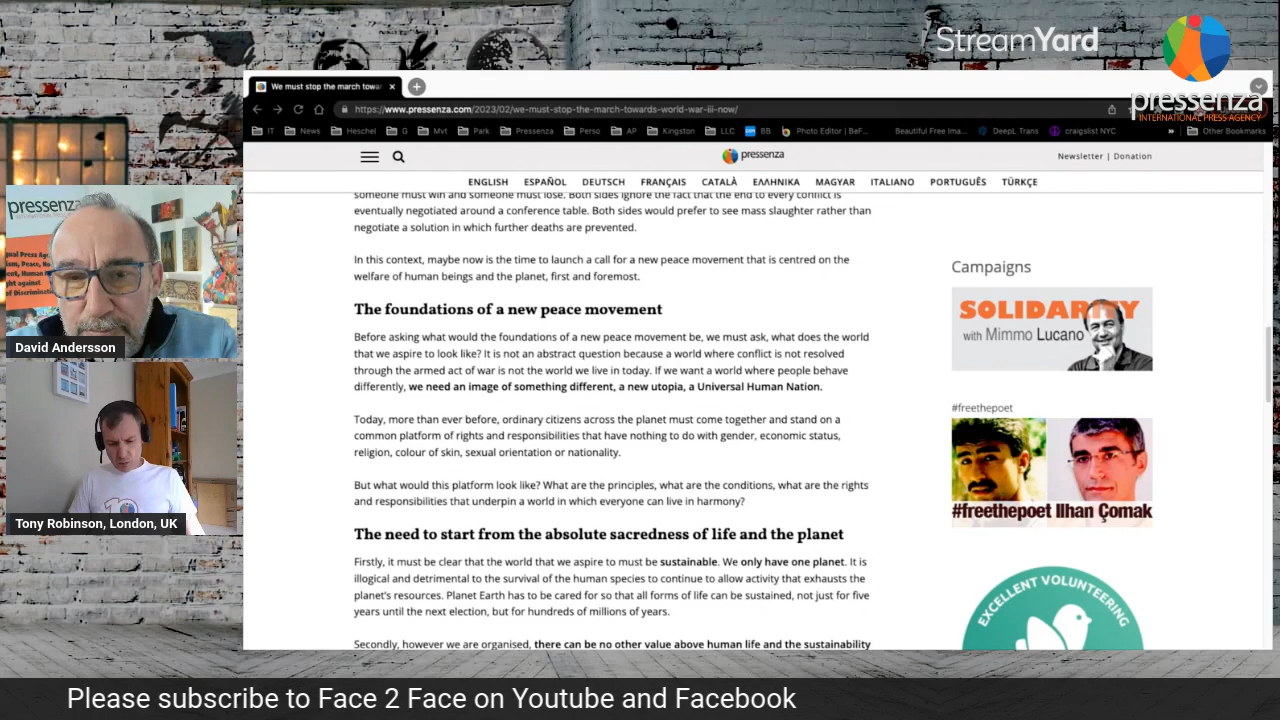 StreamYard
pressenza
INTERNATIONAL PRESS AGENCY
We must stop the march towa
https://www.pressenza.com/2023/02/we-must-stop-the-march-towards-world-war-iii-now/
IT News Heschel G Mvt Park Pressenza Perso AP Kingston LLC BB Photo Editor | BeF... Beautiful Free Ima... DeepL Trans craigslist NYC » Other Bookmarks
pressenza
Newsletter | Donation
ENGLISH ESPAÑOL DEUTSCH FRANÇAIS CATALÀ ΕΛΛΗΝΙΚΑ MAGYAR ITALIANO PORTUGUÊS TÜRKÇE
someone must win and someone must lose. Both sides ignore the fact that the end to every conflict is
eventually negotiated around a conference table. Both sides would prefer to see mass slaughter rather than
negotiate a solution in which further deaths are prevented.
In this context, maybe now is the time to launch a call for a new peace movement that is centred on the
welfare of human beings and the planet, first and foremost.
The foundations of a new peace movement
Before asking what would the foundations of a new peace movement be, we must ask, what does the world
that we aspire to look like? It is not an abstract question because a world where conflict is not resolved
through the armed act of war is not the world we live in today. If we want a world where people behave
differently, we need an image of something different, a new utopia, a Universal Human Nation.
Today, more than ever before, ordinary citizens across the planet must come together and stand on a
common platform of rights and responsibilities that have nothing to do with gender, economic status,
religion, colour of skin, sexual orientation or nationality.
But what would this platform look like? What are the principles, what are the conditions, what are the rights
and responsibilities that underpin a world in which everyone can live in harmony?
The need to start from the absolute sacredness of life and the planet
Firstly, it must be clear that the world that we aspire to must be sustainable. We only have one planet. It is
illogical and detrimental to the survival of the human species to continue to allow activity that exhausts the
planet's resources. Planet Earth has to be cared for so that all forms of life can be sustained, not just for five
years until the next election, but for hundreds of millions of years.
Secondly, however we are organised, there can be no other value above human life and the sustainability
Campaigns
SOLIDARITY
with Mimmo Lucano
#freethepoet
#freethepoet Ilhan Çomak
EXCELLENT VOLUNTEERING
pressenza
David Andersson
Tony Robinson, London, UK
Please subscribe to Face 2 Face on Youtube and Facebook